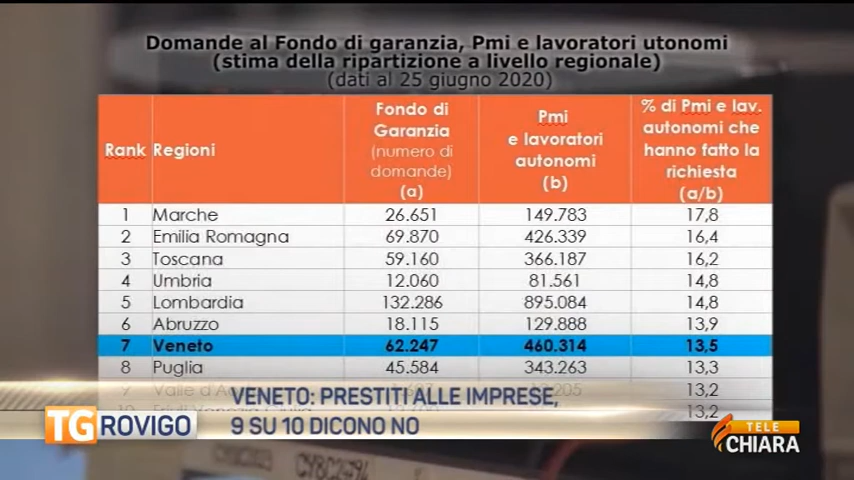 Domande al Fondo di garanzia, Pmi e lavoratori utonomi
(stima della ripartizione a livello regionale)
(dati al 25 giugno 2020)
Rank Regioni Fondo di Garanzia (numero di domande) (a) Pmi e lavoratori autonomi (b) % di Pmi e lav. autonomi che hanno fatto la richiesta (a/b)
1 Marche 26.651 149.783 17,8
2 Emilia Romagna 69.870 426.339 16,4
3 Toscana 59.160 366.187 16,2
4 Umbria 12.060 81.561 14,8
5 Lombardia 132.286 895.084 14,8
6 Abruzzo 18.115 129.888 13,9
7 Veneto 62.247 460.314 13,5
8 Puglia 45.584 343.263 13,3
9 Valle d'A 13,2
13,2
VENETO: PRESTITI ALLE IMPRESE,
9 SU 10 DICONO NO
TG ROVIGO
TELE
CHIARA